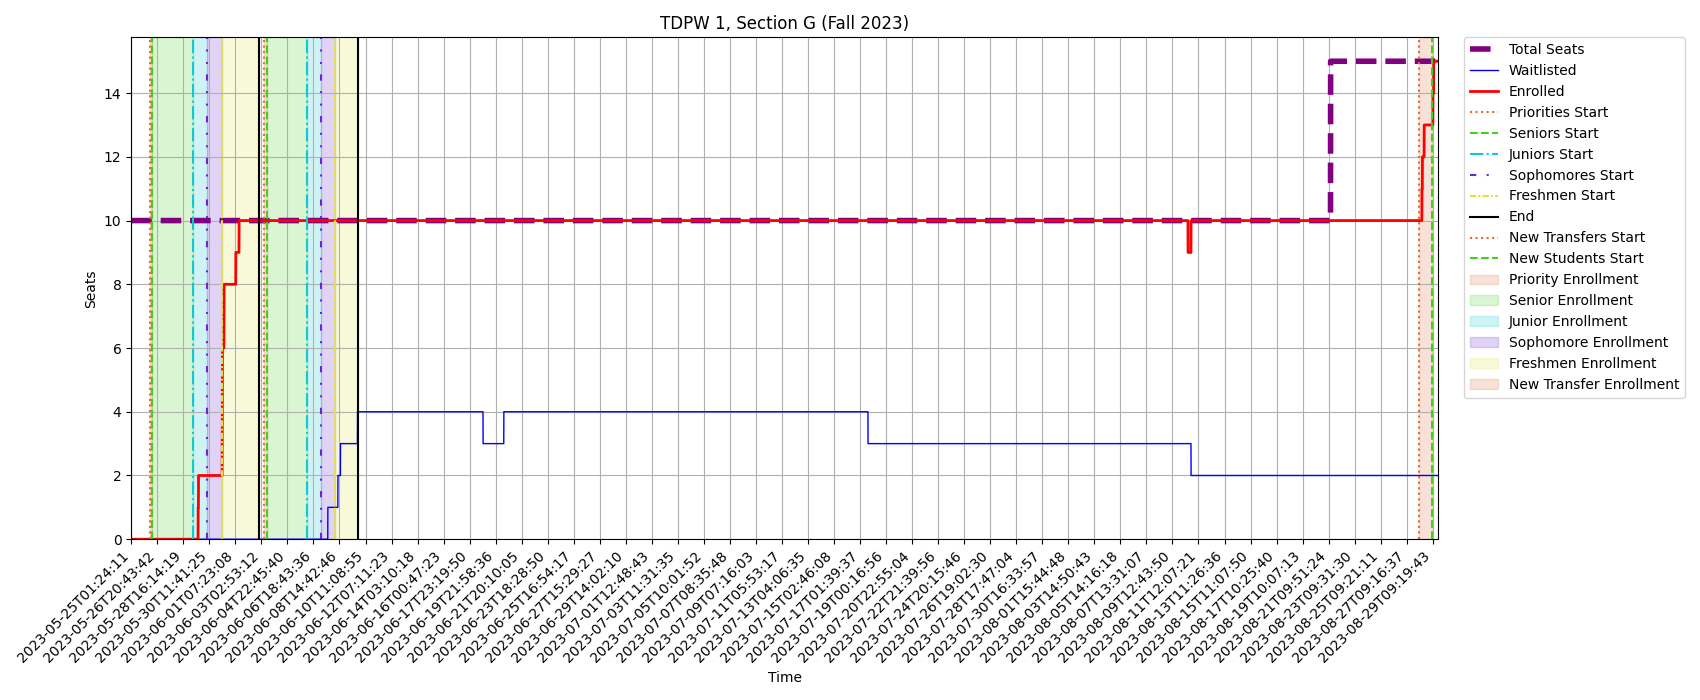 TDPW 1, Section G (Fall 2023)
Seats
14
12
10
8
6
4
2
0
2023-05-25T01:24:11
2023-05-26T20:43:42
2023-05-28T16:14:19
2023-05-30T11:41:25
2023-06-01T07:23:08
2023-06-03T02:53:12
2023-06-04T22:45:40
2023-06-06T18:43:36
2023-06-08T14:42:46
2023-06-10T11:08:55
2023-06-12T07:11:23
2023-06-14T03:10:18
2023-06-16T00:47:23
2023-06-17T23:19:50
2023-06-19T21:58:36
2023-06-21T20:10:05
2023-06-23T18:28:50
2023-06-25T16:54:17
2023-06-27T15:29:27
2023-06-29T14:02:10
2023-07-01T12:48:43
2023-07-03T11:31:35
2023-07-05T10:01:52
2023-07-07T08:35:48
2023-07-09T07:16:03
2023-07-11T05:53:17
2023-07-13T04:06:35
2023-07-15T02:46:08
2023-07-17T01:39:37
2023-07-19T00:16:56
2023-07-20T22:55:04
2023-07-22T21:39:56
2023-07-24T20:15:46
2023-07-26T19:02:30
2023-07-28T17:47:04
2023-07-30T16:33:57
2023-08-01T15:44:48
2023-08-03T14:50:43
2023-08-05T14:16:18
2023-08-07T13:31:07
2023-08-09T12:43:50
2023-08-11T12:07:21
2023-08-13T11:26:36
2023-08-15T11:07:50
2023-08-17T10:25:40
2023-08-19T10:07:13
2023-08-21T09:51:24
2023-08-23T09:31:30
2023-08-25T09:21:11
2023-08-27T09:16:37
2023-08-29T09:19:43
Time
Total Seats
Waitlisted
Enrolled
Priorities Start
Seniors Start
Juniors Start
Sophomores Start
Freshmen Start
End
New Transfers Start
New Students Start
Priority Enrollment
Senior Enrollment
Junior Enrollment
Sophomore Enrollment
Freshmen Enrollment
New Transfer Enrollment